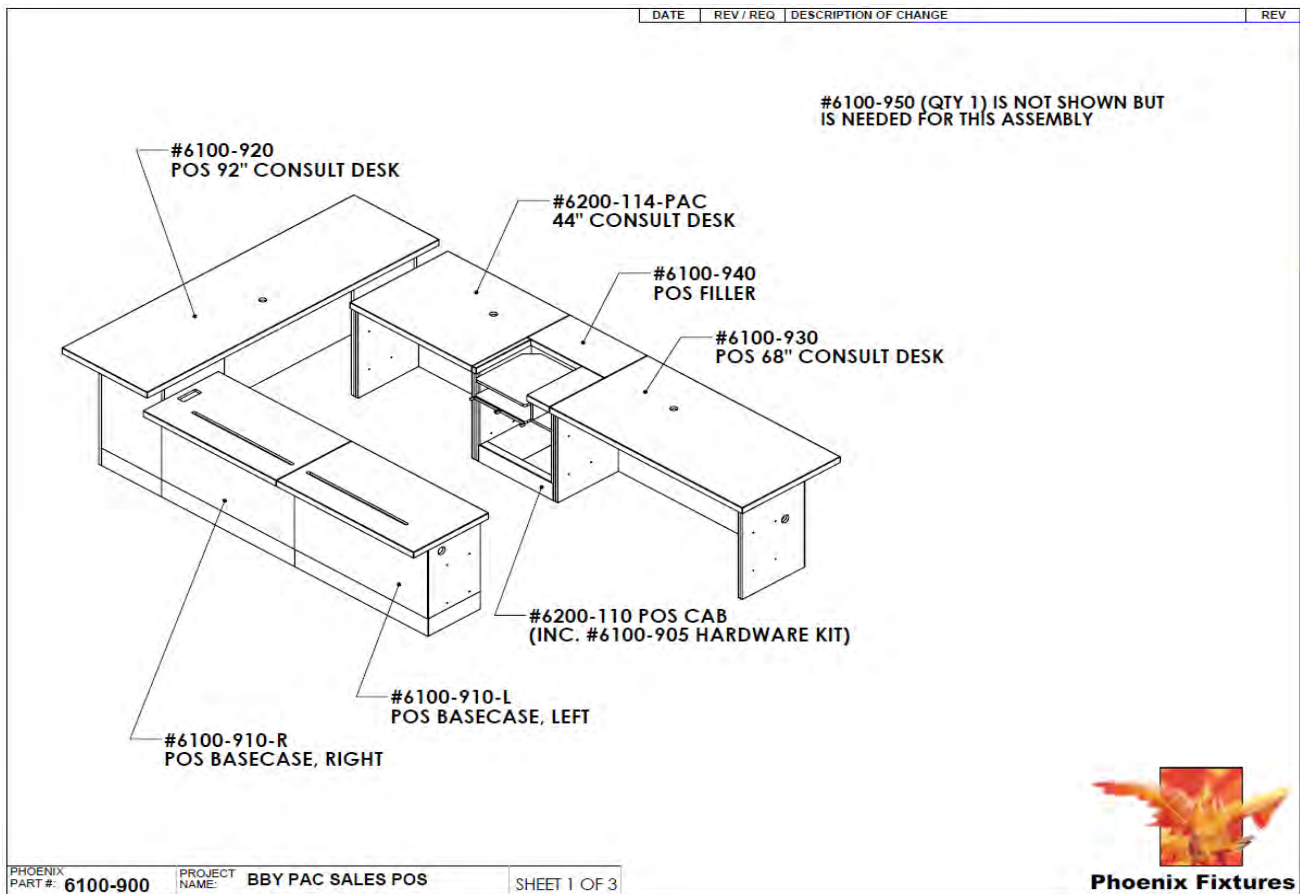 DATE REV / REQ DESCRIPTION OF CHANGE REV
#6100-950 (QTY 1) IS NOT SHOWN BUT
IS NEEDED FOR THIS ASSEMBLY
#6100-920
POS 92" CONSULT DESK
#6200-114-PAC
44" CONSULT DESK
#6100-940
POS FILLER
#6100-930
POS 68" CONSULT DESK
#6200-110 POS CAB
(INC. #6100-905 HARDWARE KIT)
#6100-910-L
POS BASECASE, LEFT
#6100-910-R
POS BASECASE, RIGHT
PHOENIX
PART #: 6100-900
PROJECT
NAME: BBY PAC SALES POS
SHEET 1 OF 3
Phoenix Fixtures